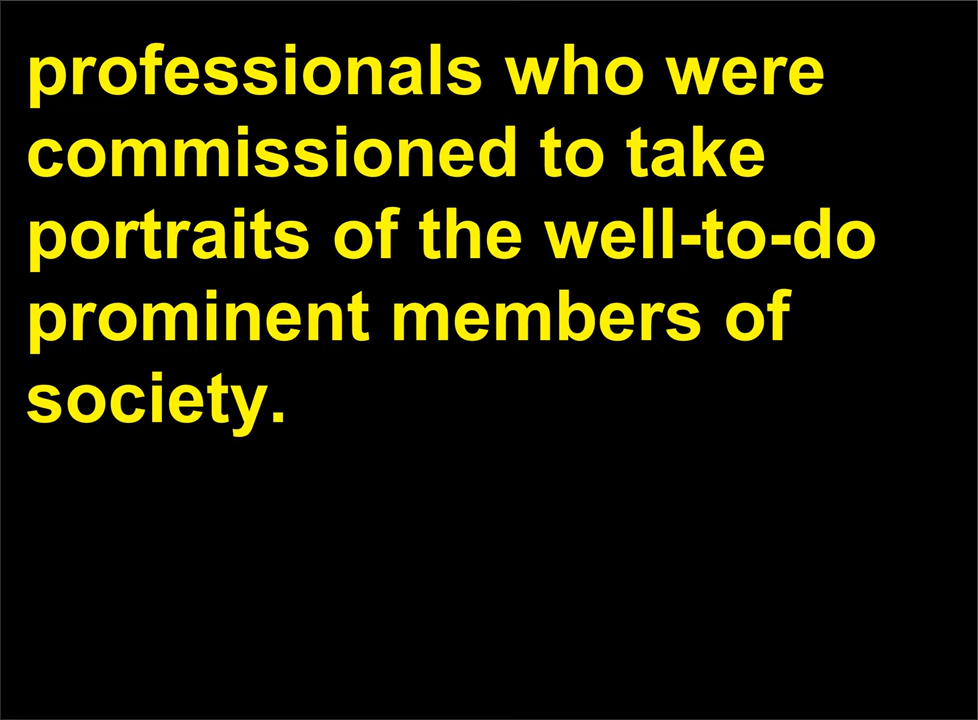 professionals who were
commissioned to take
portraits of the well-to-do
prominent members of
society.